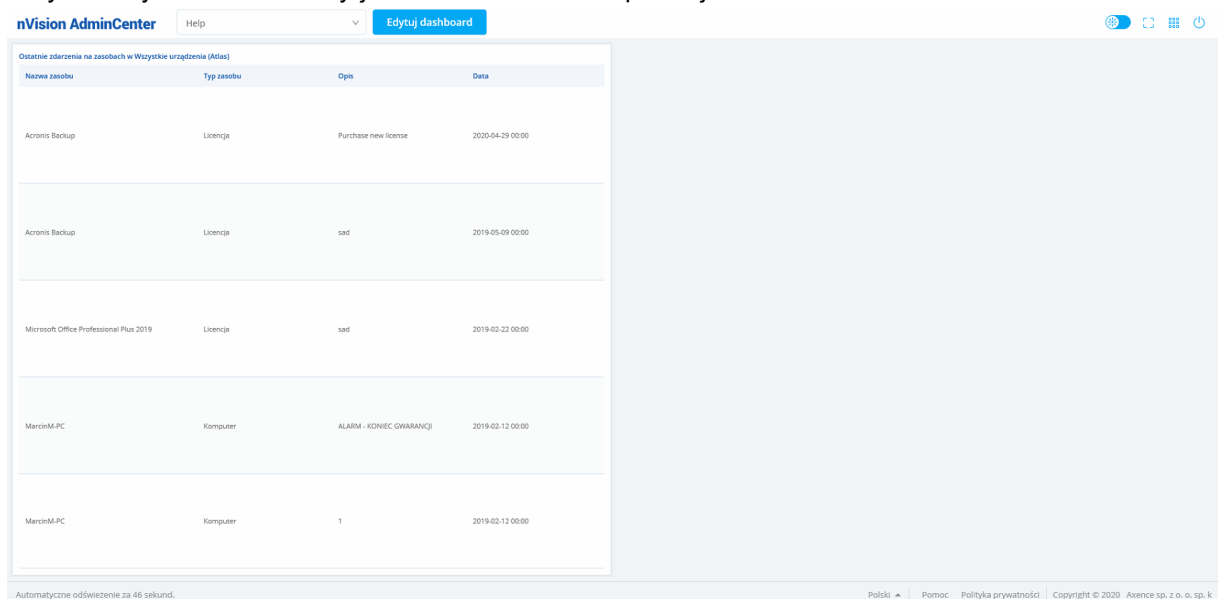 nVision AdminCenter Help Edytuj dashboard
Ostatnie zdarzenia na zasobach w Wszystkie urządzenia (Atlas)
Nazwa zasobu Typ zasobu Opis Data
Acronis Backup Licencja Purchase new license 2020-04-29 00:00
Acronis Backup Licencja sad 2019-05-09 00:00
Microsoft Office Professional Plus 2019 Licencja sad 2019-02-22 00:00
MarcinM-PC Komputer ALARM - KONIEC GWARANCJI 2019-02-12 00:00
MarcinM-PC Komputer 1 2019-02-12 00:00
Automatyczne odświeżenie za 46 sekund. Polski Pomoc Polityka prywatności Copyright © 2020 Axence sp. z o. o. sp. k